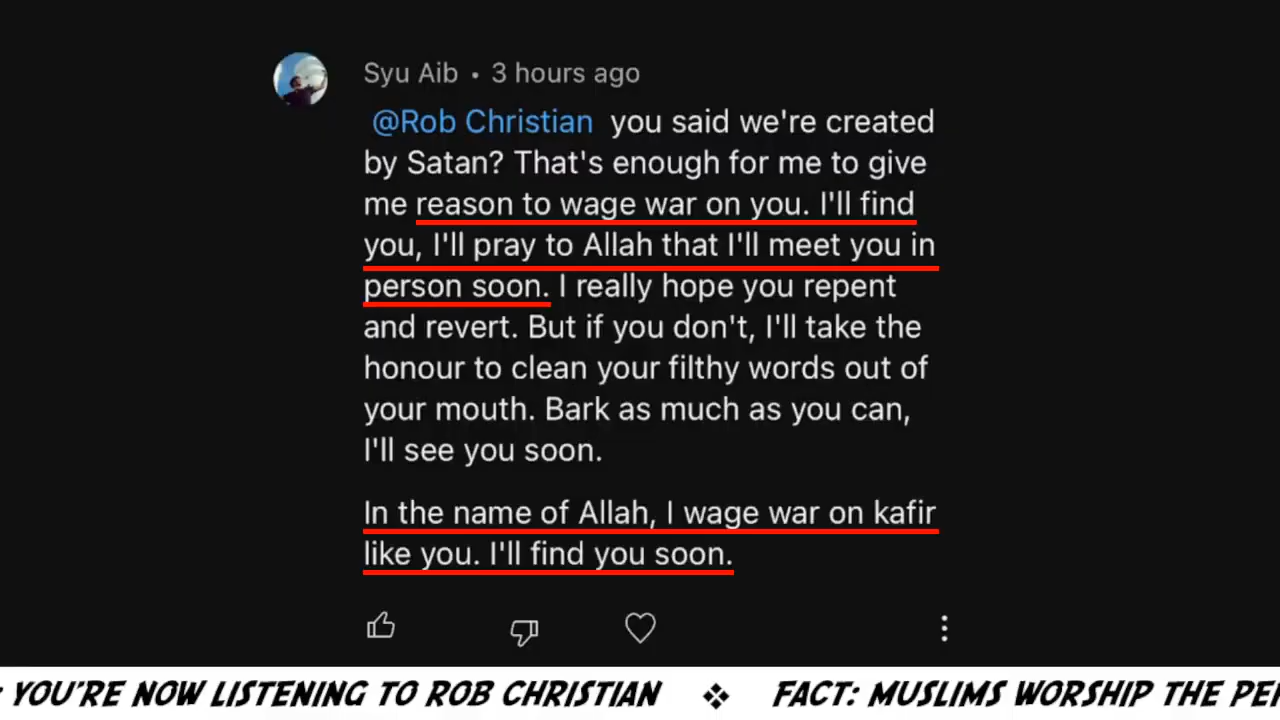 Syu Aib • 3 hours ago
@Rob Christian you said we're created
by Satan? That's enough for me to give
me reason to wage war on you. I'll find
you, I'll pray to Allah that I'll meet you in
person soon. I really hope you repent
and revert. But if you don't, I'll take the
honour to clean your filthy words out of
your mouth. Bark as much as you can,
I'll see you soon.
In the name of Allah, I wage war on kafir
like you. I'll find you soon.
: YOU'RE NOW LISTENING TO ROB CHRISTIAN ❖ FACT: MUSLIMS WORSHIP THE